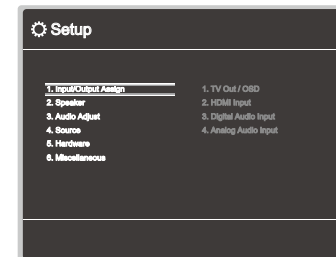 Setup
1. Input/Output Assign
2. Speaker
3. Audio Adjust
4. Source
5. Hardware
6. Miscellaneous
1. TV Out / OSD
2. HDMI Input
3. Digital Audio Input
4. Analog Audio Input